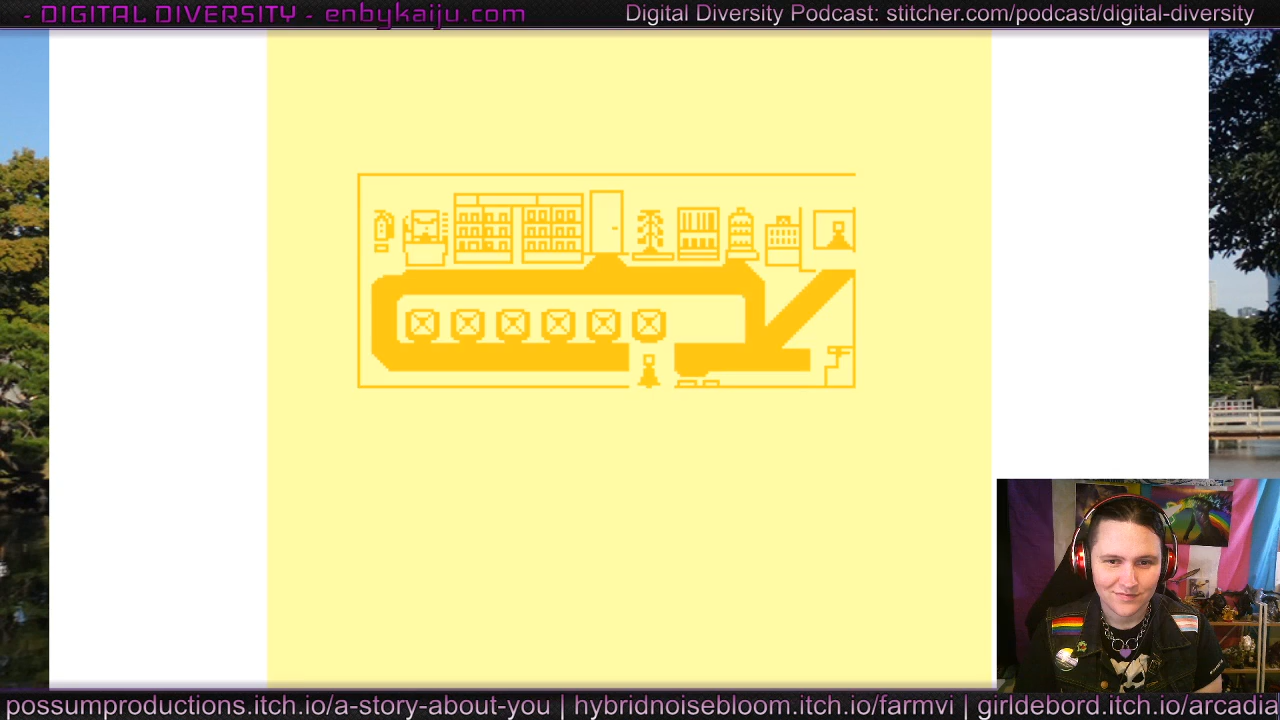 - DIGITAL DIVERSITY - enbykaiju.com
Digital Diversity Podcast: stitcher.com/podcast/digital-diversity
possumproductions.itch.io/a-story-about-you | hybridnoisebloom.itch.io/farmvi | girldebord.itch.io/arcadia